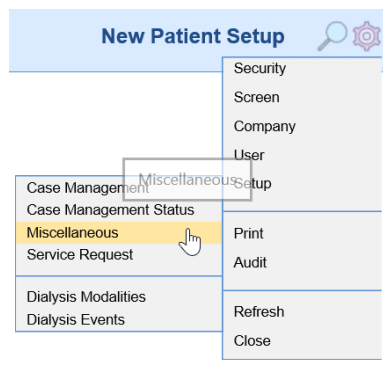 New Patient Setup
Security
Screen
Company
User
Setup
Print
Audit
Refresh
Close
Miscellaneous
Case Management
Case Management Status
Miscellaneous
Service Request
Dialysis Modalities
Dialysis Events